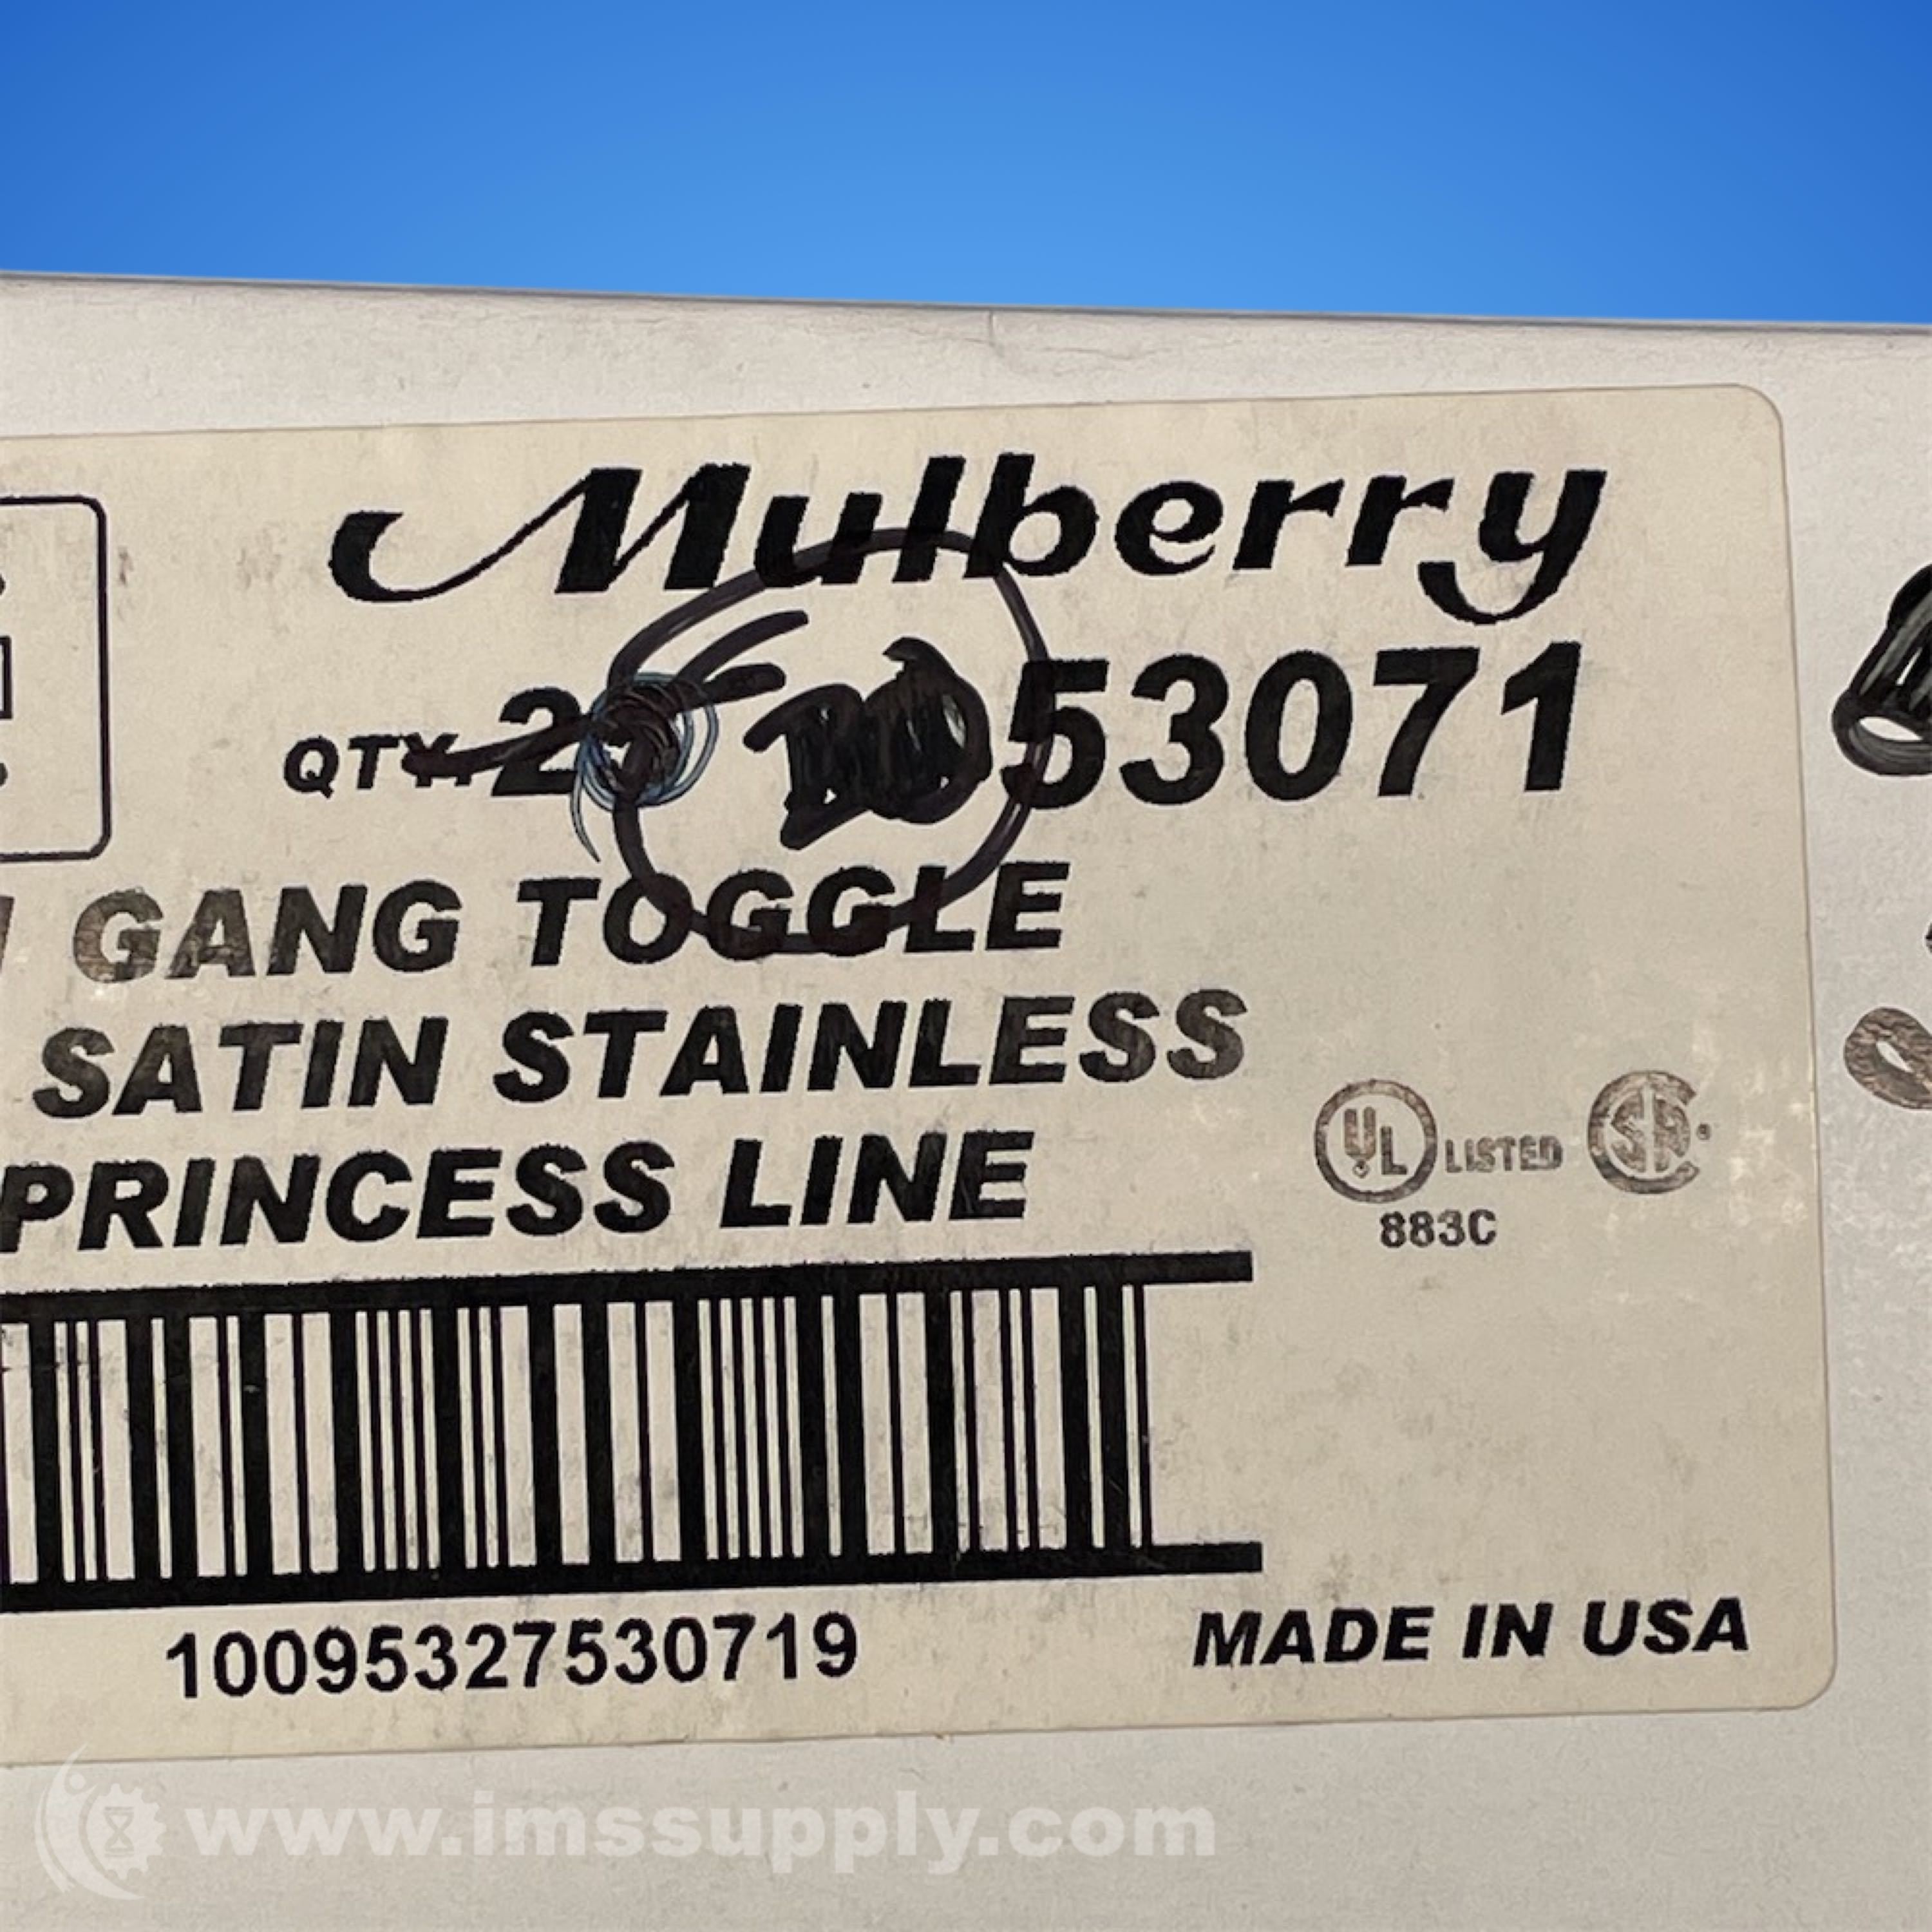 Mulberry
QTY. 53071
GANG TOGGLE
SATIN STAINLESS
PRINCESS LINE
UL LISTED SA®
883C
10095327530719
MADE IN USA
www.imssupply.com